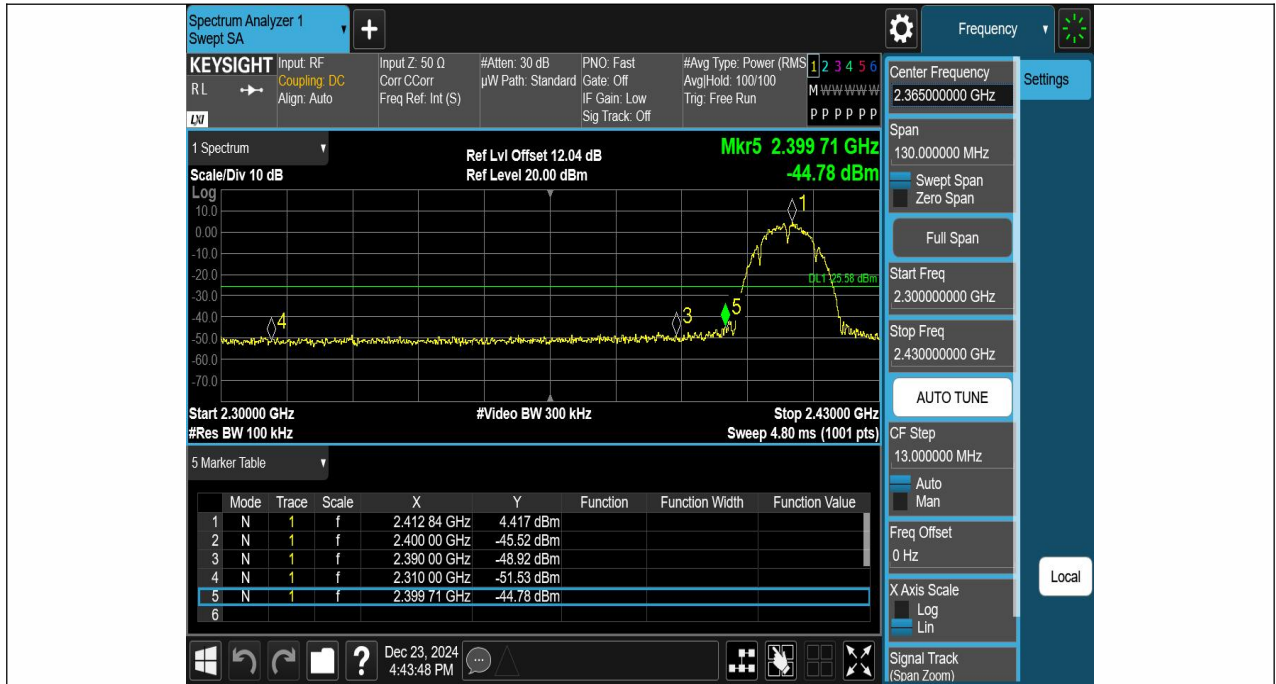 Spectrum Analyzer 1
Swept SA
+
Frequency
KEYSIGHT
RL
LXI
Input: RF
Coupling: DC
Align: Auto
Input Z: 50 Ω
Corr CCorr
Freq Ref: Int (S)
#Atten: 30 dB
µW Path: Standard
PNO: Fast
Gate: Off
IF Gain: Low
Sig Track: Off
#Avg Type: Power (RMS
Avg|Hold: 100/100
Trig: Free Run
1 2 3 4 5 6
M W W W W W
P P P P P P
1 Spectrum
Scale/Div 10 dB
Ref Lvl Offset 12.04 dB
Ref Level 20.00 dBm
Mkr5 2.399 71 GHz
-44.78 dBm
Log
10.0
0.00
-10.0
-20.0
-30.0
-40.0
-50.0
-60.0
-70.0
1
DL1 -25.58 dBm
4
3
5
Start 2.30000 GHz
#Video BW 300 kHz
Stop 2.43000 GHz
#Res BW 100 kHz
Sweep 4.80 ms (1001 pts)
5 Marker Table
Mode Trace Scale X Y Function Function Width Function Value
1 N 1 f 2.412 84 GHz 4.417 dBm
2 N 1 f 2.400 00 GHz -45.52 dBm
3 N 1 f 2.390 00 GHz -48.92 dBm
4 N 1 f 2.310 00 GHz -51.53 dBm
5 N 1 f 2.399 71 GHz -44.78 dBm
6
?
Dec 23, 2024
4:43:48 PM
Center Frequency
2.365000000 GHz
Settings
Span
130.000000 MHz
Swept Span
Zero Span
Full Span
Start Freq
2.300000000 GHz
Stop Freq
2.430000000 GHz
AUTO TUNE
CF Step
13.000000 MHz
Auto
Man
Freq Offset
0 Hz
Local
X Axis Scale
Log
Lin
Signal Track
(Span Zoom)